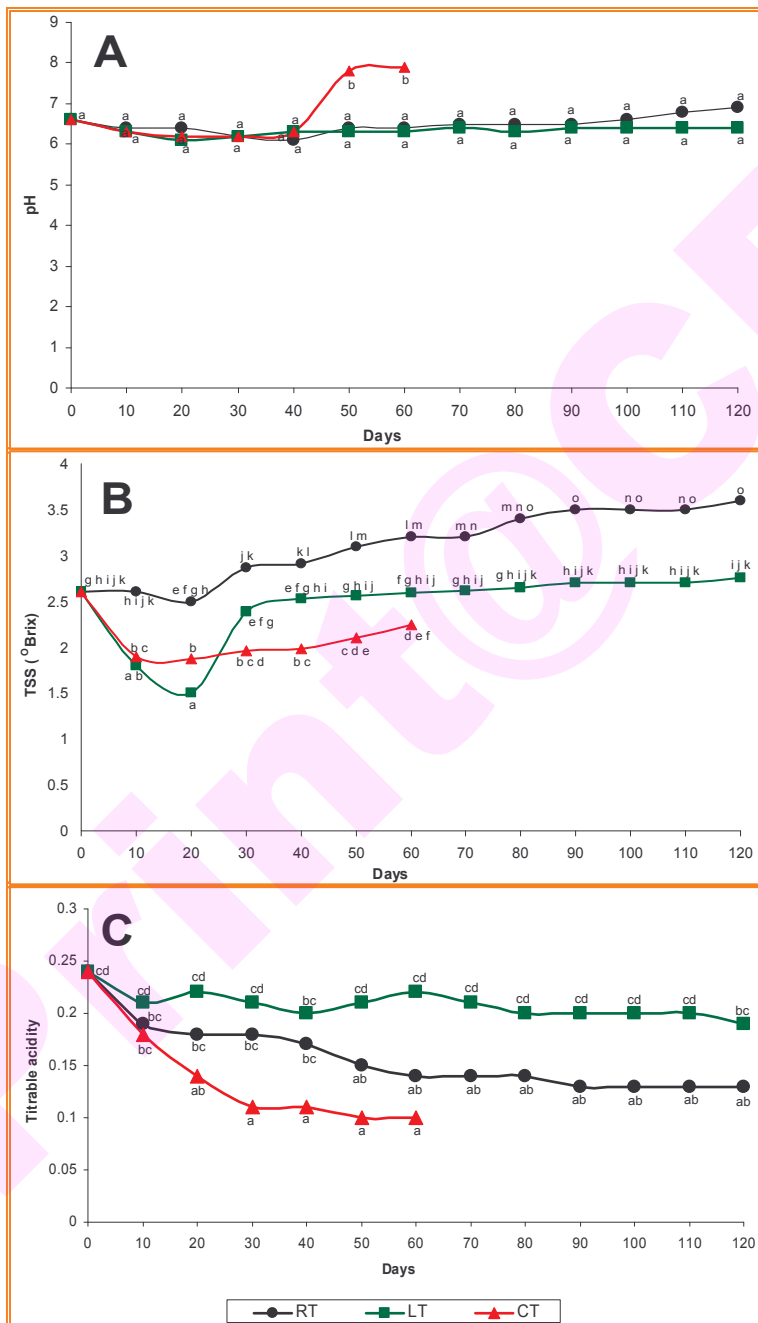 A
9
8
7
6
5
4
3
2
1
0
pH
a a a a a a a a a a a a
b b
a a a a a a a a a a a a a
0 10 20 30 40 50 60 70 80 90 100 110 120
Days
B
4
3.5
3
2.5
2
1.5
1
0.5
0
TSS ( °Brix)
g h i j k h i j k e f g h j k k l l m l m m n m n o o n o n o o
a b a e f g e f g h i g h i j f g h i j g h i j g h i j k h i j k h i j k h i j k i j k
b c b b c d b c c d e d e f
0 10 20 30 40 50 60 70 80 90 100 110 120
Days
C
0.3
0.25
0.2
0.15
0.1
0.05
0
Titrable acidity
cd cd cd cd bc cd cd cd cd cd cd cd bc
bc bc bc bc ab ab ab ab ab ab ab ab
bc ab a a a a
0 10 20 30 40 50 60 70 80 90 100 110 120
Days
RT LT CT
Print@c